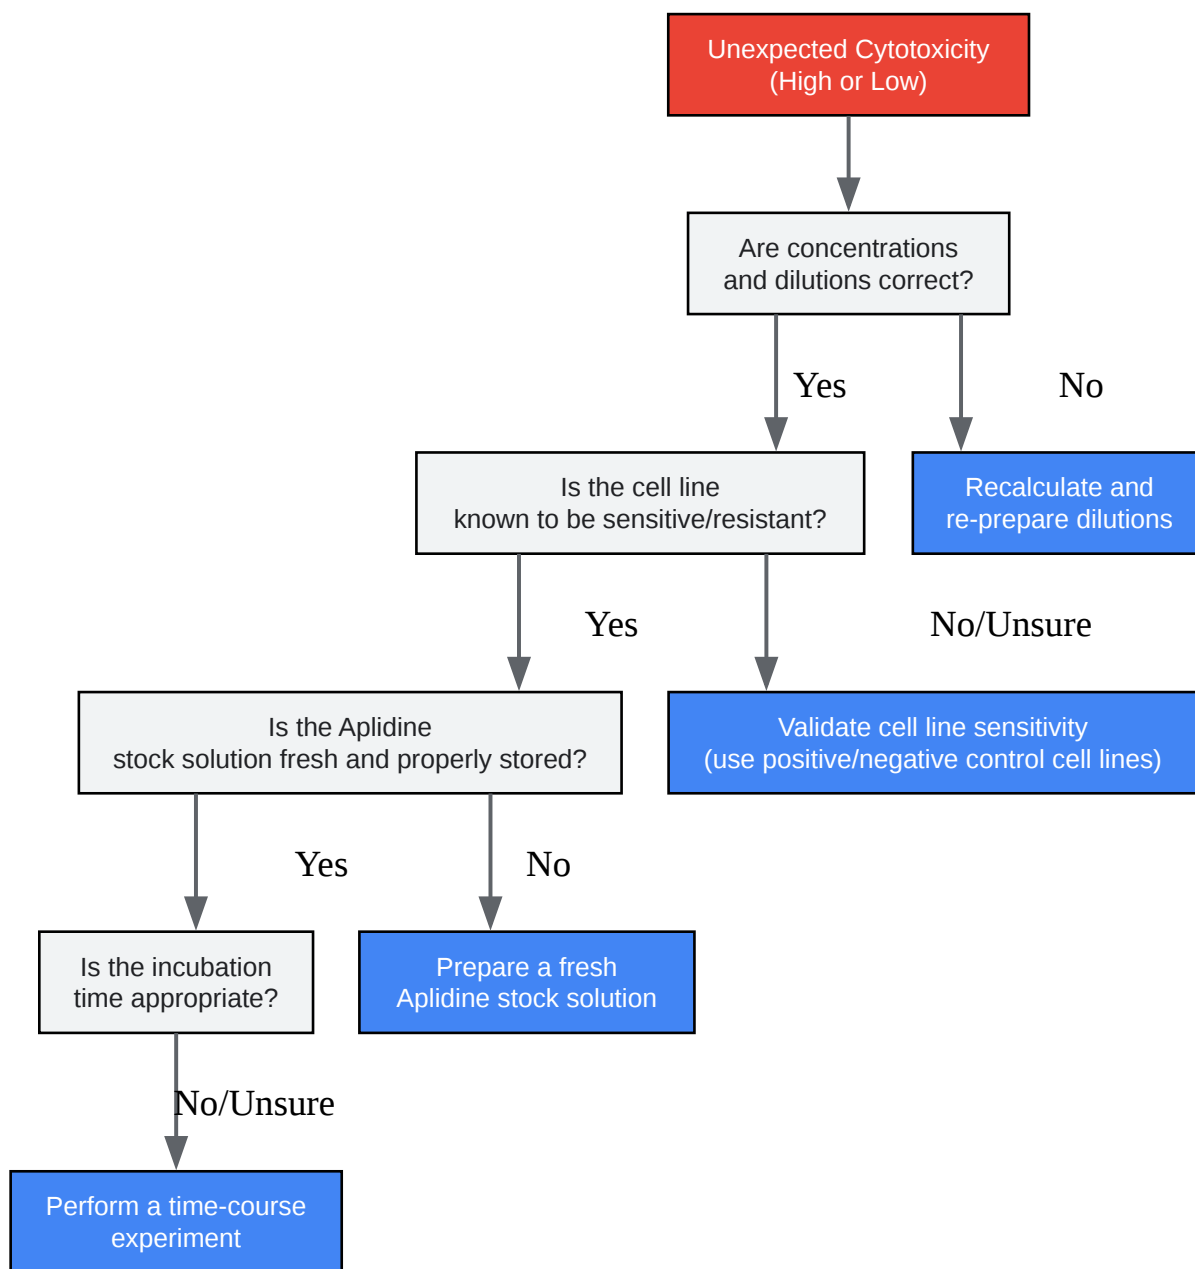 Unexpected Cytotoxicity
(High or Low)
Are concentrations
and dilutions correct?
Yes
No
Is the cell line
known to be sensitive/resistant?
Recalculate and
re-prepare dilutions
Yes
No/Unsure
Is the Aplidine
stock solution fresh and properly stored?
Validate cell line sensitivity
(use positive/negative control cell lines)
Yes
No
Is the incubation
time appropriate?
Prepare a fresh
Aplidine stock solution
No/Unsure
Perform a time-course
experiment